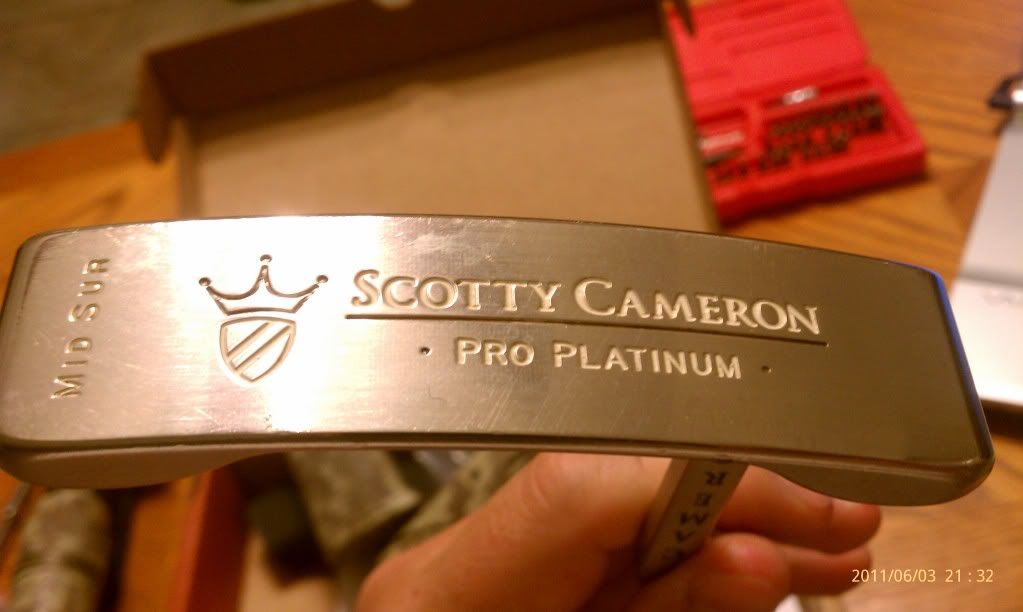 MID SUR
SCOTTY CAMERON
PRO PLATINUM
2011/06/03 21:32